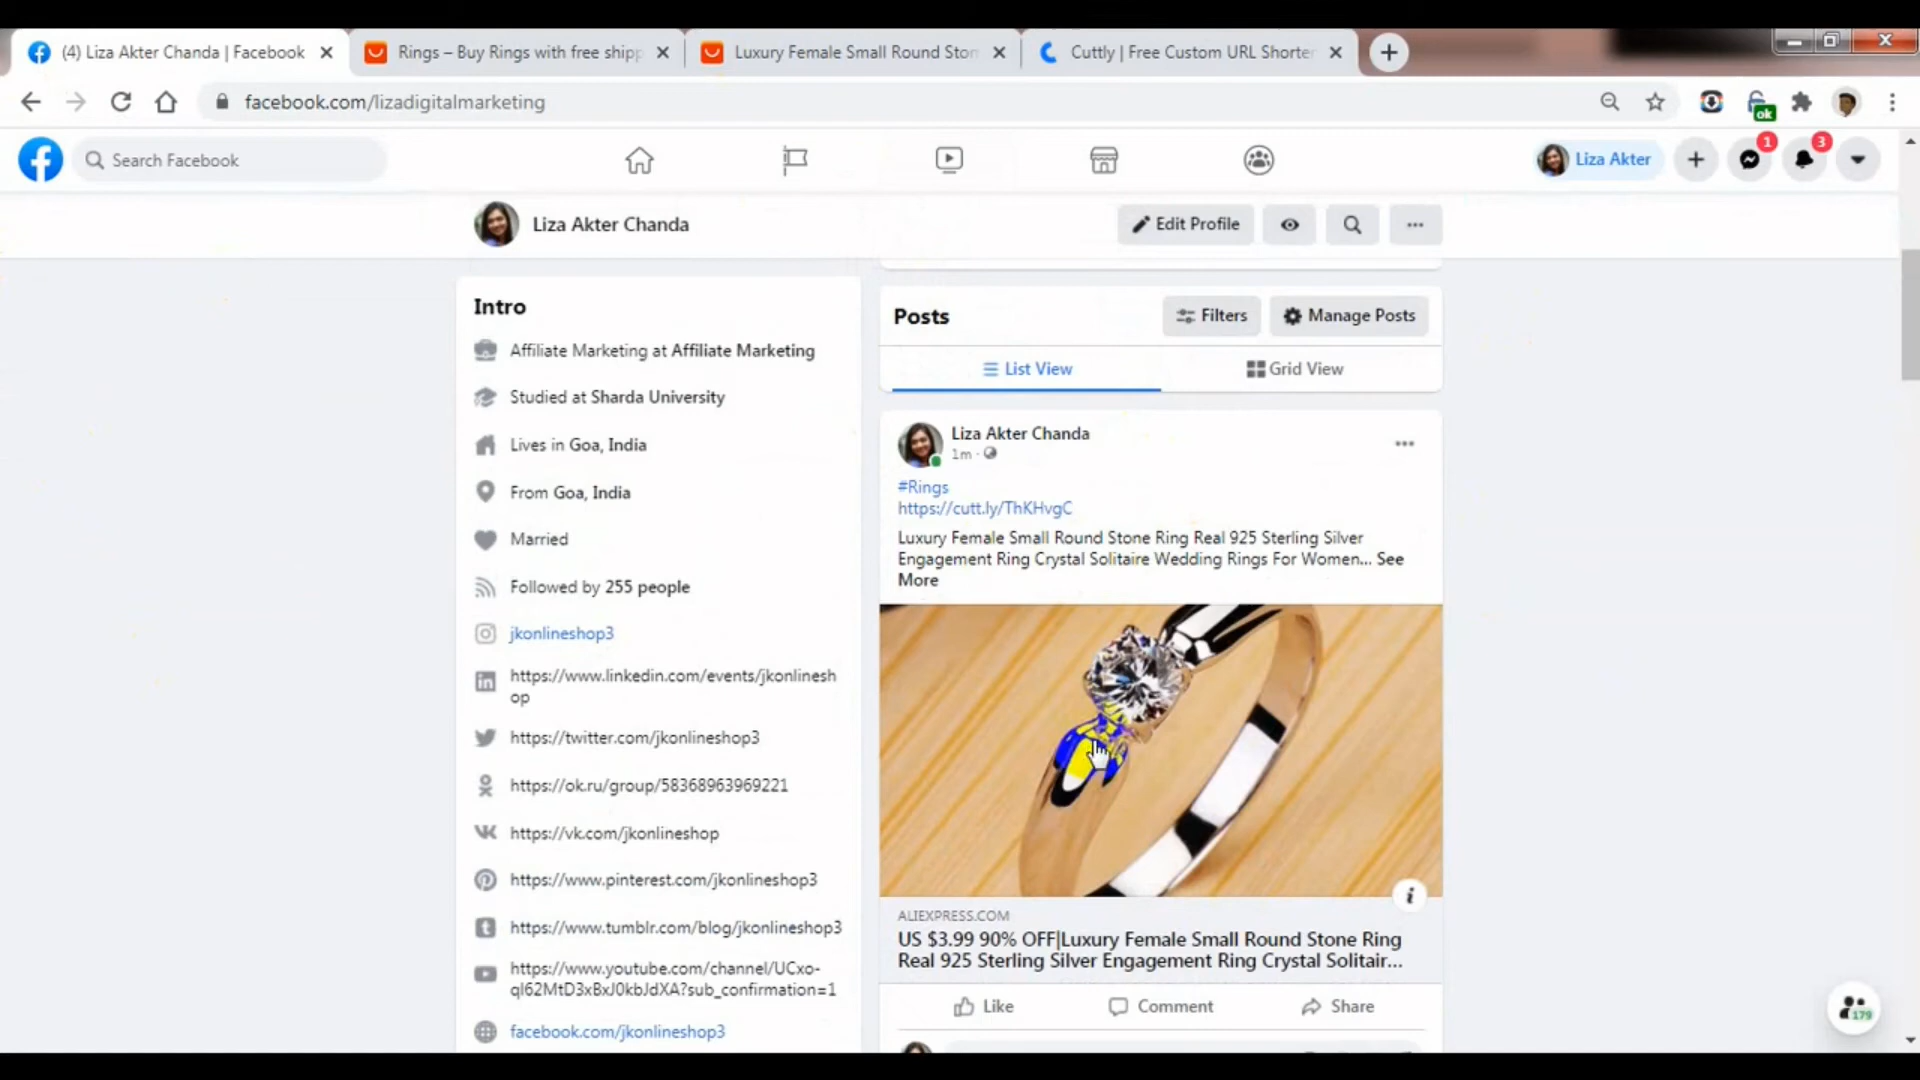 (4) Liza Akter Chanda | Facebook
Rings – Buy Rings with free shipp
Luxury Female Small Round Ston
Cuttly | Free Custom URL Shorter
facebook.com/lizadigitalmarketing
ok
Search Facebook
Liza Akter
1
3
Liza Akter Chanda
Edit Profile
Intro
Affiliate Marketing at Affiliate Marketing
Studied at Sharda University
Lives in Goa, India
From Goa, India
Married
Followed by 255 people
jkonlineshop3
https://www.linkedin.com/events/jkonlinesh
op
https://twitter.com/jkonlineshop3
https://ok.ru/group/58368963969221
https://vk.com/jkonlineshop
https://www.pinterest.com/jkonlineshop3
https://www.tumblr.com/blog/jkonlineshop3
https://www.youtube.com/channel/UCxo-
qI62MtD3xBxJ0kbJdXA?sub_confirmation=1
facebook.com/jkonlineshop3
Posts
Filters
Manage Posts
List View
Grid View
Liza Akter Chanda
1m ·
#Rings
https://cutt.ly/ThKHvgC
Luxury Female Small Round Stone Ring Real 925 Sterling Silver
Engagement Ring Crystal Solitaire Wedding Rings For Women... See
More
ALIEXPRESS.COM
US $3.99 90% OFF|Luxury Female Small Round Stone Ring
Real 925 Sterling Silver Engagement Ring Crystal Solitair...
Like
Comment
Share
179